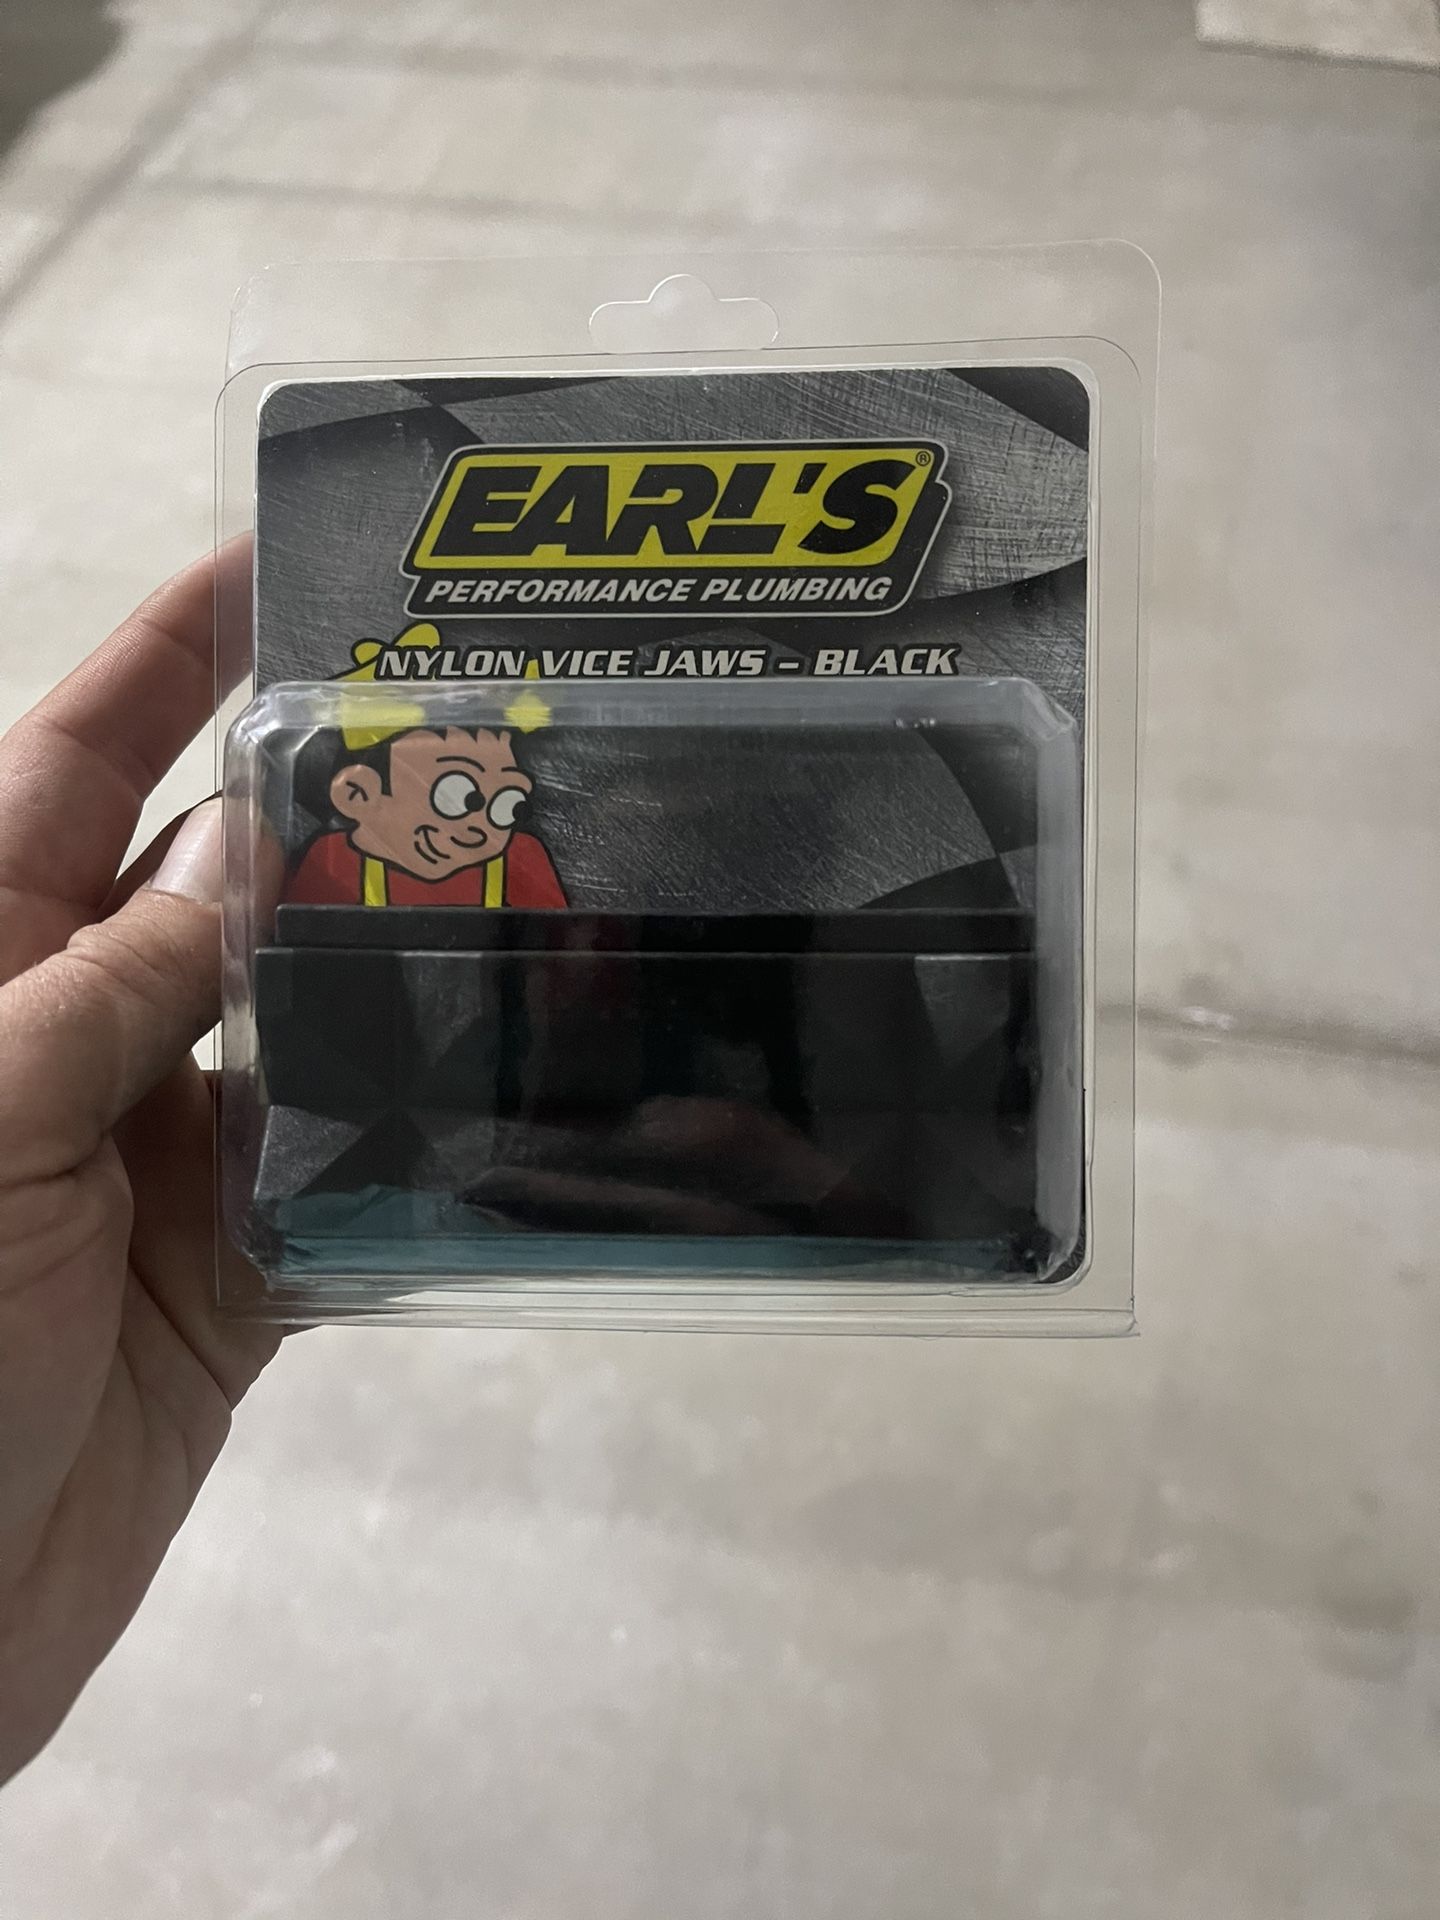 EARL'S®
PERFORMANCE PLUMBING
NYLON VICE JAWS – BLACK